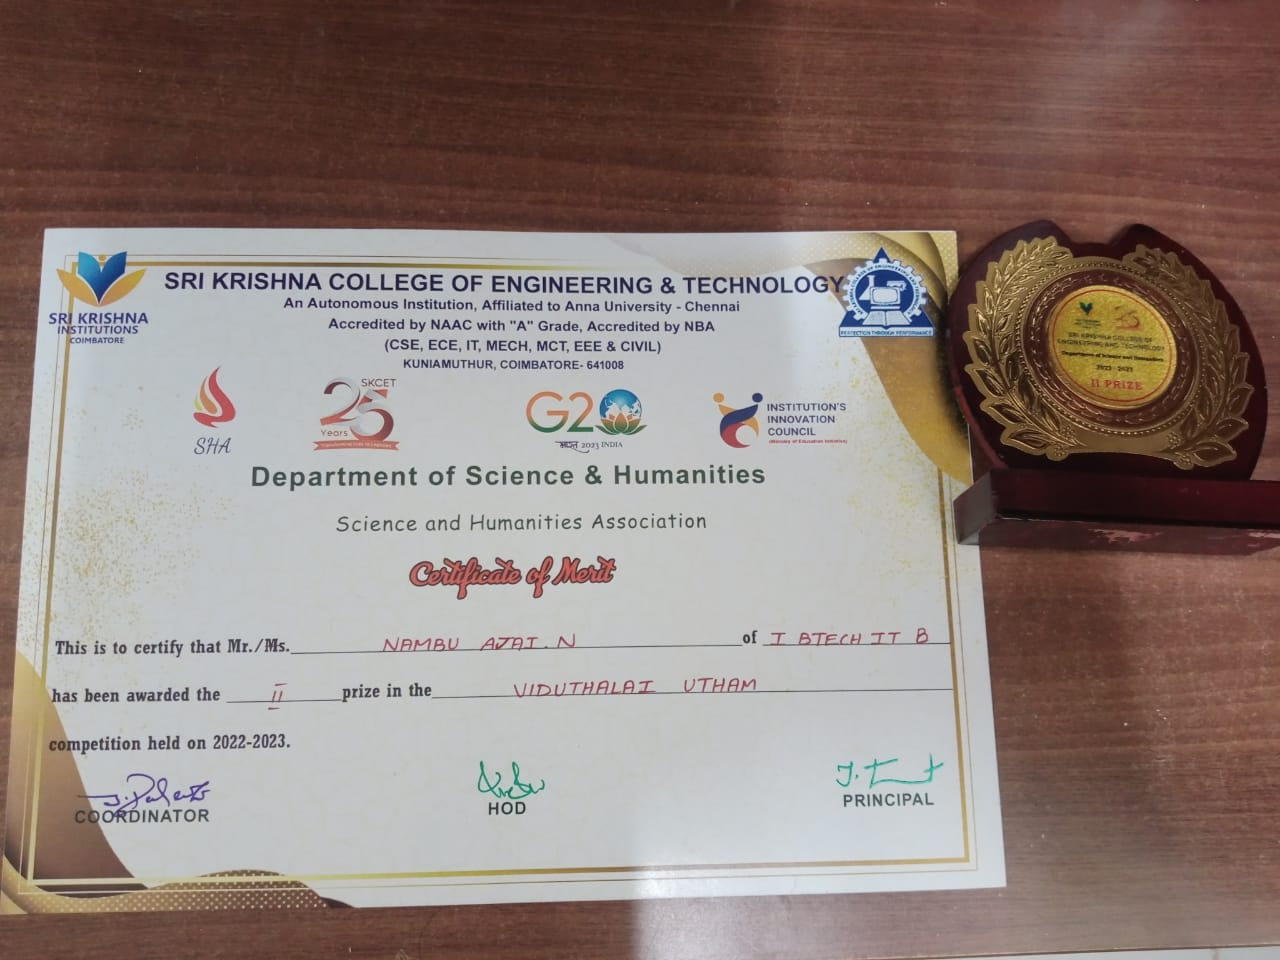 SRI KRISHNA
INSTITUTIONS
COIMBATORE
SRI KRISHNA COLLEGE OF ENGINEERING & TECHNOLOGY
An Autonomous Institution, Affiliated to Anna University - Chennai
Accredited by NAAC with "A" Grade, Accredited by NBA
(CSE, ECE, IT, MECH, MCT, EEE & CIVIL)
KUNIAMUTHUR, COIMBATORE- 641008
PERFECTION THROUGH PERFORMANCE
SHA
25 SKCET
Years
G20
भारत 2023 INDIA
INSTITUTION'S
INNOVATION
COUNCIL
(Ministry of Education Initiative)
Department of Science & Humanities
Science and Humanities Association
Certificate of Merit
This is to certify that Mr./Ms. NAMBU AJAI. N of I BTECH IT B
has been awarded the II prize in the VIDUTHALAI UTHAM
competition held on 2022-2023.
COORDINATOR
HOD
PRINCIPAL
25
SRI KRISHNA COLLEGE OF
ENGINEERING AND TECHNOLOGY
Department of Science and Humanities
2022 - 2023
II PRIZE